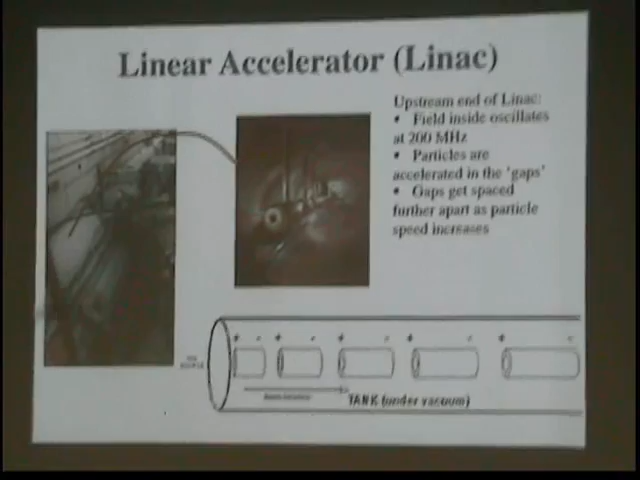 Linear Accelerator (Linac)
Upstream end of Linac:
• Field inside oscillates
at 200 MHz
• Particles are
accelerated in the 'gaps'
• Gaps get spaced
further apart as particle
speed increases
+ - + - + - + - + -
TANK (under vacuum)